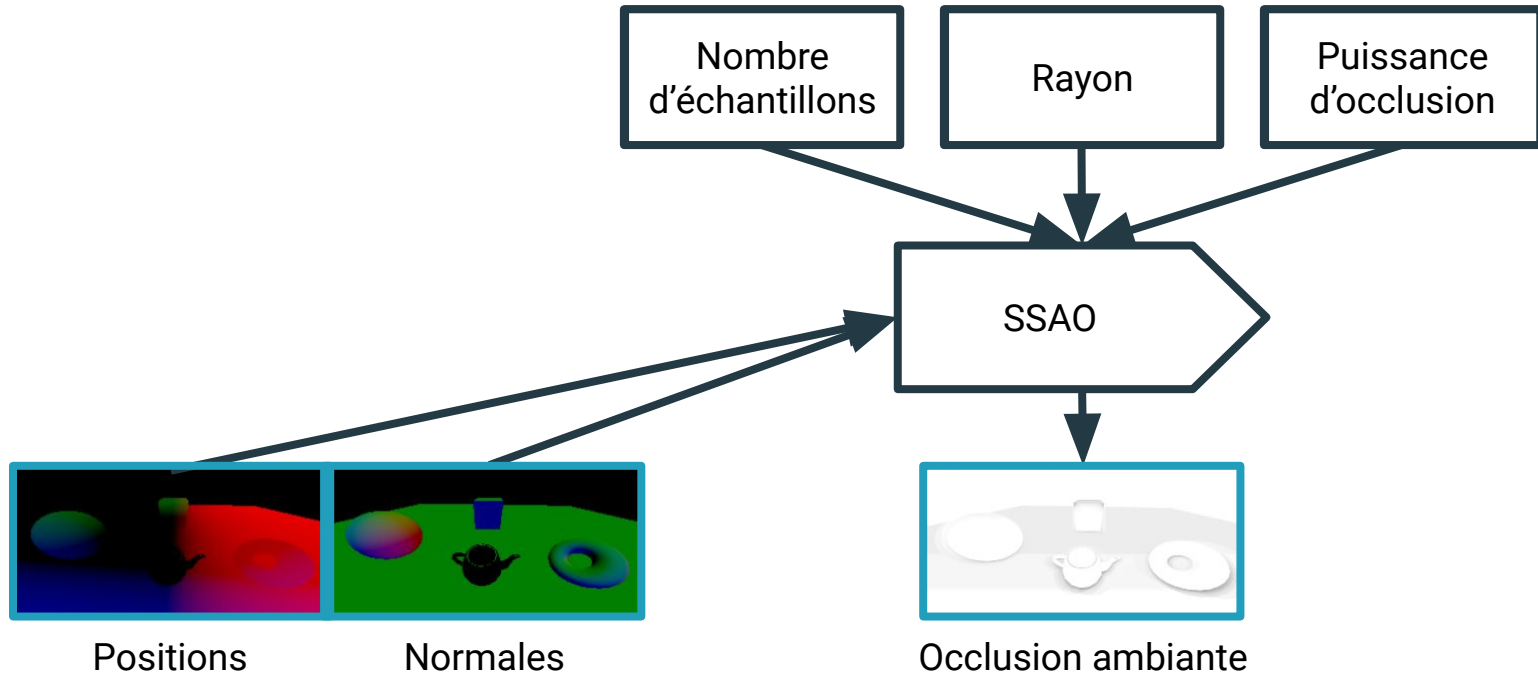 Nombre
d’échantillons
Rayon
Puissance
d’occlusion
SSAO
Positions
Normales
Occlusion ambiante